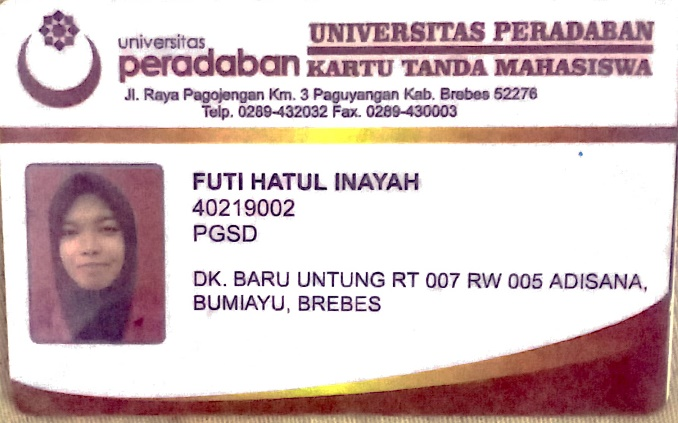 universitas
peradaban
UNIVERSITAS PERADABAN
KARTU TANDA MAHASISWA
Jl. Raya Pagojengan Km. 3 Paguyangan Kab. Brebes 52276
Telp. 0289-432032 Fax. 0289-430003
FUTI HATUL INAYAH
40219002
PGSD
DK. BARU UNTUNG RT 007 RW 005 ADISANA,
BUMIAYU, BREBES